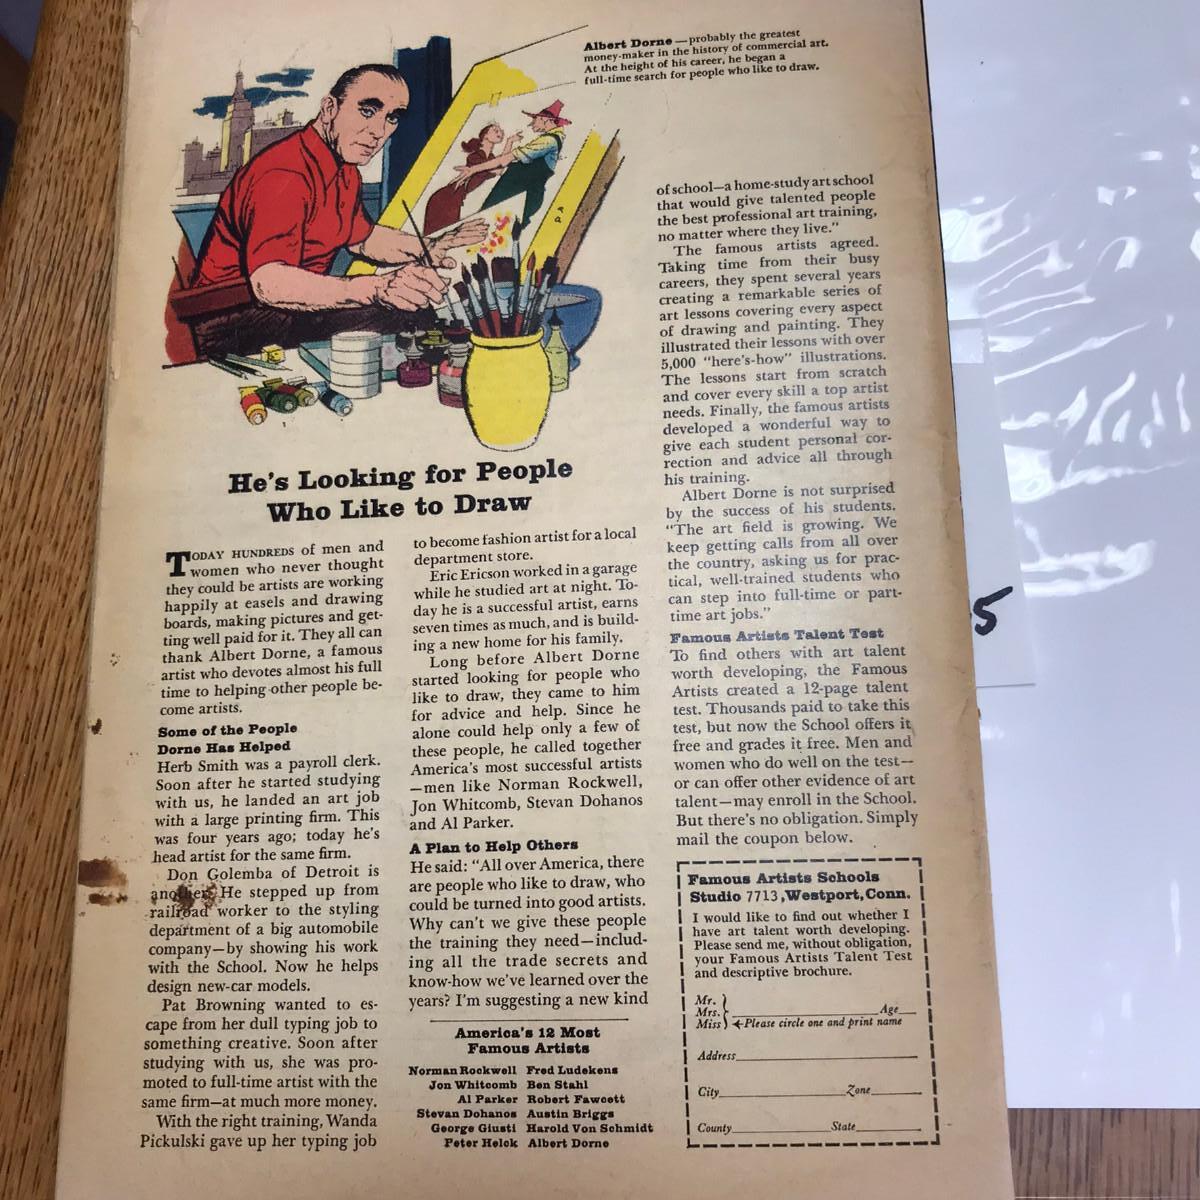 Albert Dorne — probably the greatest
money-maker in the history of commercial art.
At the height of his career, he began a
full-time search for people who like to draw.
He's Looking for People
Who Like to Draw
TODAY HUNDREDS of men and
women who never thought
they could be artists are working
happily at easels and drawing
boards, making pictures and get-
ting well paid for it. They all can
thank Albert Dorne, a famous
artist who devotes almost his full
time to helping other people be-
come artists.
Some of the People
Dorne Has Helped
Herb Smith was a payroll clerk.
Soon after he started studying
with us, he landed an art job
with a large printing firm. This
was four years ago; today he's
head artist for the same firm.
Don Golemba of Detroit is
another. He stepped up from
railroad worker to the styling
department of a big automobile
company—by showing his work
with the School. Now he helps
design new-car models.
Pat Browning wanted to es-
cape from her dull typing job to
something creative. Soon after
studying with us, she was pro-
moted to full-time artist with the
same firm—at much more money.
With the right training, Wanda
Pickulski gave up her typing job
to become fashion artist for a local
department store.
Eric Ericson worked in a garage
while he studied art at night. To-
day he is a successful artist, earns
seven times as much, and is build-
ing a new home for his family.
Long before Albert Dorne
started looking for people who
like to draw, they came to him
for advice and help. Since he
alone could help only a few of
these people, he called together
America's most successful artists
—men like Norman Rockwell,
Jon Whitcomb, Stevan Dohanos
and Al Parker.
A Plan to Help Others
He said: "All over America, there
are people who like to draw, who
could be turned into good artists.
Why can't we give these people
the training they need—includ-
ing all the trade secrets and
know-how we've learned over the
years? I'm suggesting a new kind
America's 12 Most
Famous Artists
Norman Rockwell Fred Ludekens
Jon Whitcomb Ben Stahl
Al Parker Robert Fawcett
Stevan Dohanos Austin Briggs
George Giusti Harold Von Schmidt
Peter Helck Albert Dorne
of school—a home-study art school
that would give talented people
the best professional art training,
no matter where they live."
The famous artists agreed.
Taking time from their busy
careers, they spent several years
creating a remarkable series of
art lessons covering every aspect
of drawing and painting. They
illustrated their lessons with over
5,000 "here's-how" illustrations.
The lessons start from scratch
and cover every skill a top artist
needs. Finally, the famous artists
developed a wonderful way to
give each student personal cor-
rection and advice all through
his training.
Albert Dorne is not surprised
by the success of his students.
"The art field is growing. We
keep getting calls from all over
the country, asking us for prac-
tical, well-trained students who
can step into full-time or part-
time art jobs."
Famous Artists Talent Test
To find others with art talent
worth developing, the Famous
Artists created a 12-page talent
test. Thousands paid to take this
test, but now the School offers it
free and grades it free. Men and
women who do well on the test—
or can offer other evidence of art
talent—may enroll in the School.
But there's no obligation. Simply
mail the coupon below.
Famous Artists Schools
Studio 7713, Westport, Conn.
I would like to find out whether I
have art talent worth developing.
Please send me, without obligation,
your Famous Artists Talent Test
and descriptive brochure.
Mr.
Mrs. Age
Miss ←Please circle one and print name
Address
City Zone
County State
5